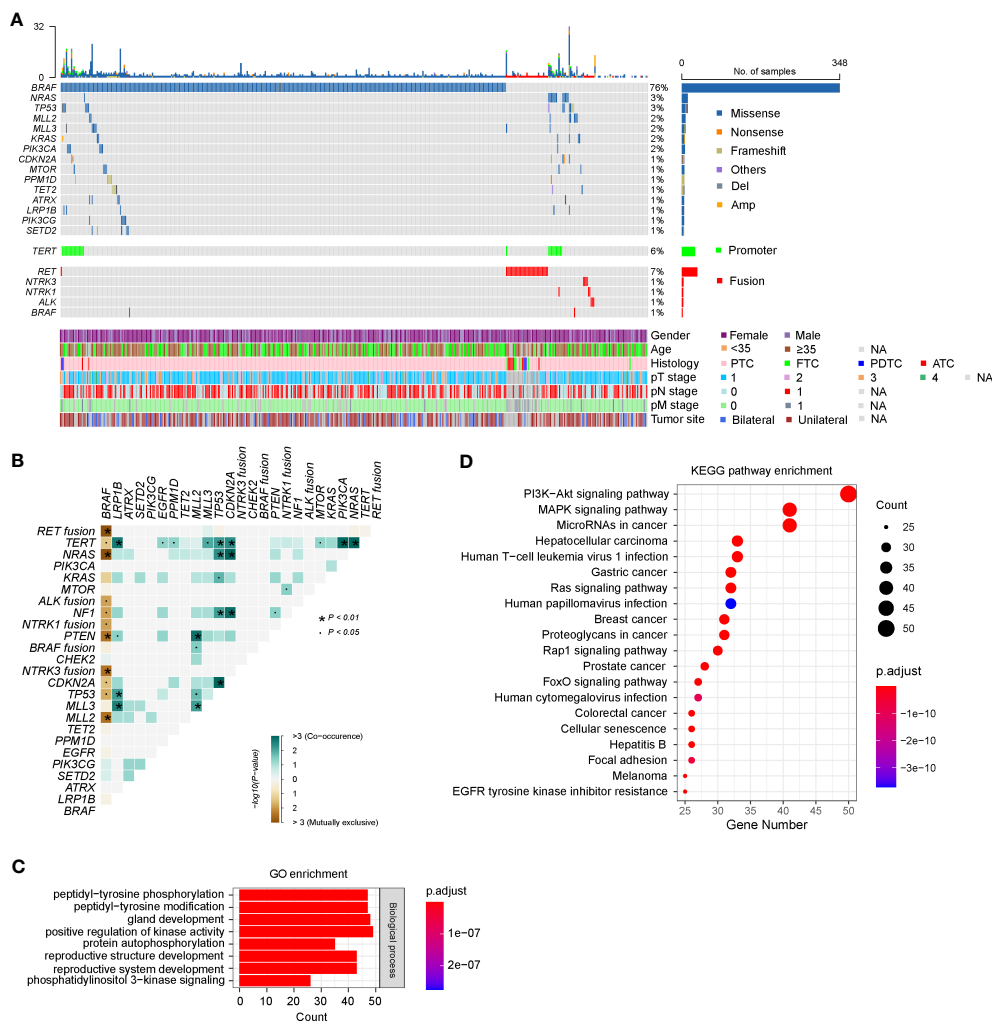 A
32
0
0
348
No. of samples
BRAF 76%
NRAS 3%
TP53 3%
MLL2 2%
MLL3 2%
KRAS 2%
PIK3CA 2%
CDKN2A 1%
MTOR 1%
PPM1D 1%
TET2 1%
ATRX 1%
LRP1B 1%
PIK3CG 1%
SETD2 1%
Missense
Nonsense
Frameshift
Others
Del
Amp
TERT 6%
Promoter
RET 7%
NTRK3 1%
NTRK1 1%
ALK 1%
BRAF 1%
Fusion
Gender Female Male
Age <35 ≥35 NA
Histology PTC FTC PDTC ATC
pT stage 1 2 3 4 NA
pN stage 0 1 NA
pM stage 0 1 NA
Tumor site Bilateral Unilateral NA
B
BRAF
LRP1B
ATRX
SETD2
PIK3CG
EGFR
PPM1D
TET2
MLL2
MLL3
TP53
CDKN2A
NTRK3 fusion
CHEK2
BRAF fusion
PTEN
NTRK1 fusion
NF1
ALK fusion
MTOR
KRAS
PIK3CA
NRAS
TERT
RET fusion
RET fusion
TERT
NRAS
PIK3CA
KRAS
MTOR
ALK fusion
NF1
NTRK1 fusion
PTEN
BRAF fusion
CHEK2
NTRK3 fusion
CDKN2A
TP53
MLL3
MLL2
TET2
PPM1D
EGFR
PIK3CG
SETD2
ATRX
LRP1B
BRAF
* P < 0.01
· P < 0.05
−log10(P−value)
>3 (Co−occurence)
2
1
0
1
2
> 3 (Mutually exclusive)
C
GO enrichment
peptidyl−tyrosine phosphorylation
peptidyl−tyrosine modification
gland development
positive regulation of kinase activity
protein autophosphorylation
reproductive structure development
reproductive system development
phosphatidylinositol 3−kinase signaling
Biological process
0 10 20 30 40 50
Count
p.adjust
1e−07
2e−07
D
KEGG pathway enrichment
PI3K−Akt signaling pathway
MAPK signaling pathway
MicroRNAs in cancer
Hepatocellular carcinoma
Human T−cell leukemia virus 1 infection
Gastric cancer
Ras signaling pathway
Human papillomavirus infection
Breast cancer
Proteoglycans in cancer
Rap1 signaling pathway
Prostate cancer
FoxO signaling pathway
Human cytomegalovirus infection
Colorectal cancer
Cellular senescence
Hepatitis B
Focal adhesion
Melanoma
EGFR tyrosine kinase inhibitor resistance
25 30 35 40 45 50
Gene Number
Count
25
30
35
40
45
50
p.adjust
−1e−10
−2e−10
−3e−10